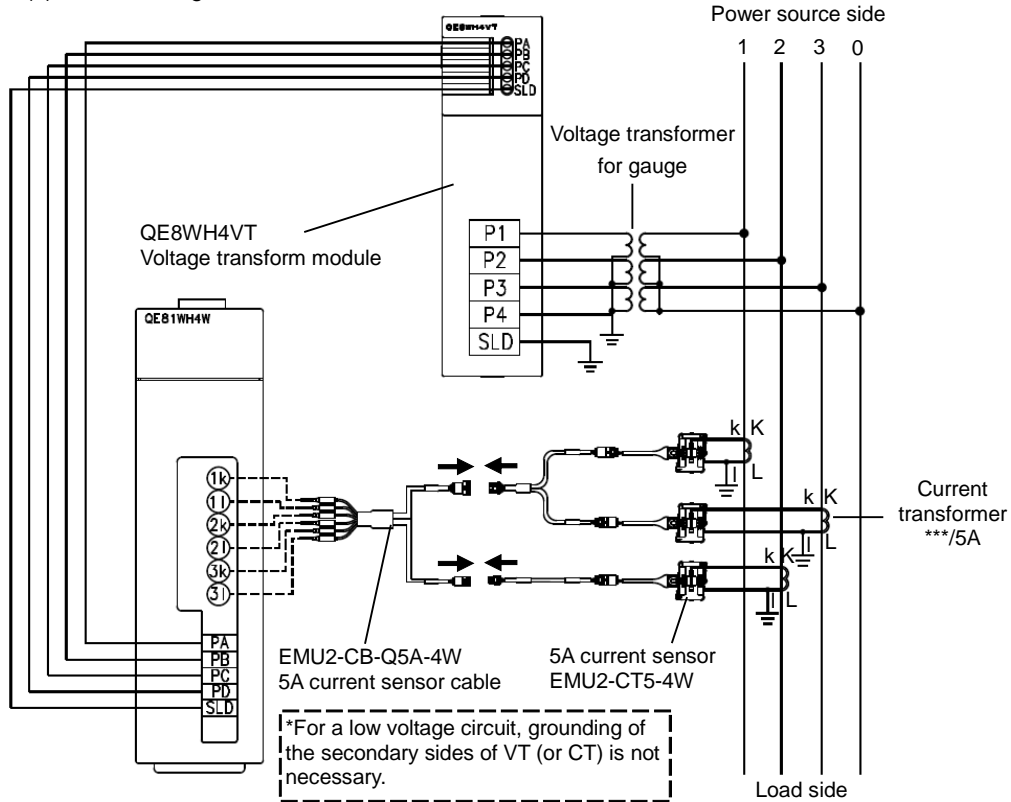 Power source side
1 2 3 0
QE8WH4VT
PA
PB
PC
PD
SLD
Voltage transformer
for gauge
QE8WH4VT
Voltage transform module
P1
P2
P3
P4
SLD
QE81WH4W
1k
1l
2k
2l
3k
3l
PA
PB
PC
PD
SLD
k K
l L
k K
l L
k K
l L
Current
transformer
***/5A
EMU2-CB-Q5A-4W
5A current sensor cable
5A current sensor
EMU2-CT5-4W
*For a low voltage circuit, grounding of
the secondary sides of VT (or CT) is not
necessary.
Load side